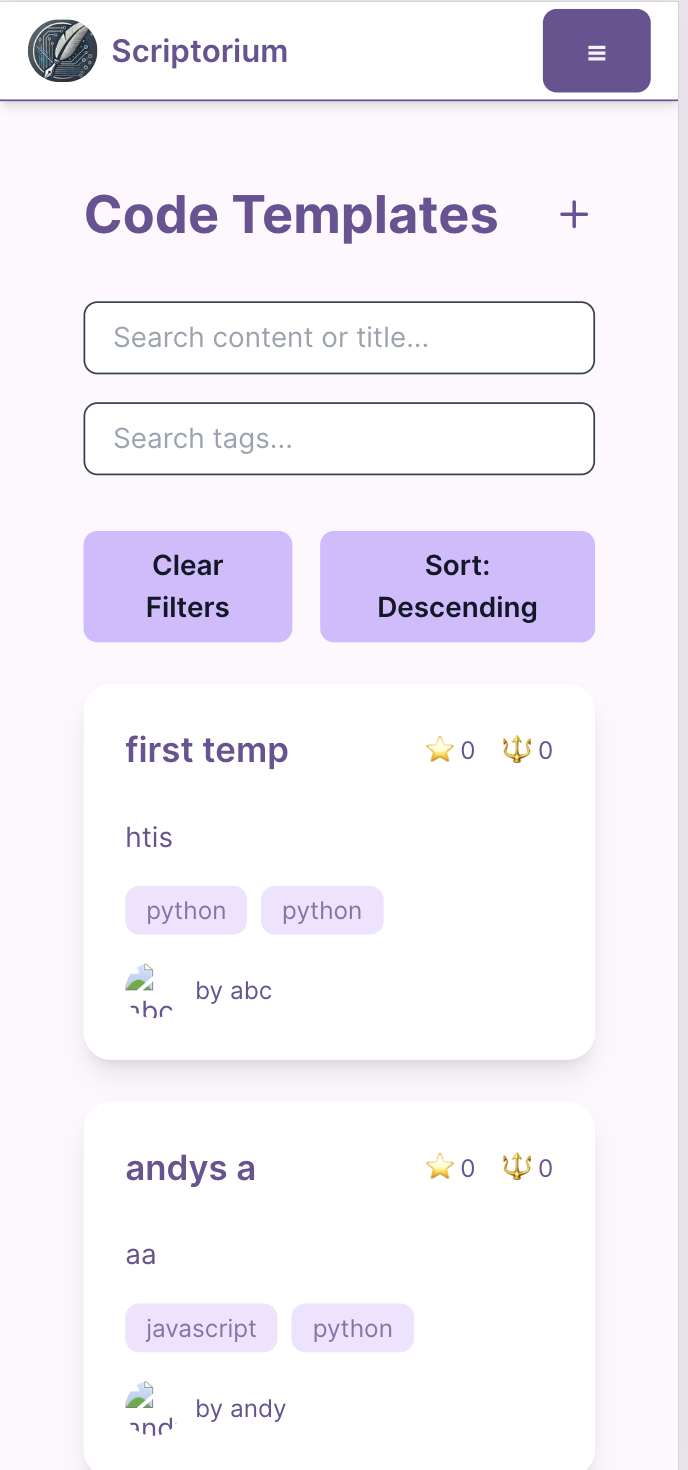 Scriptorium
Code Templates
Search content or title...
Search tags...
Clear
Filters
Sort:
Descending
first temp
0
0
htis
python
python
abc
by abc
andys a
0
0
aa
javascript
python
by andy